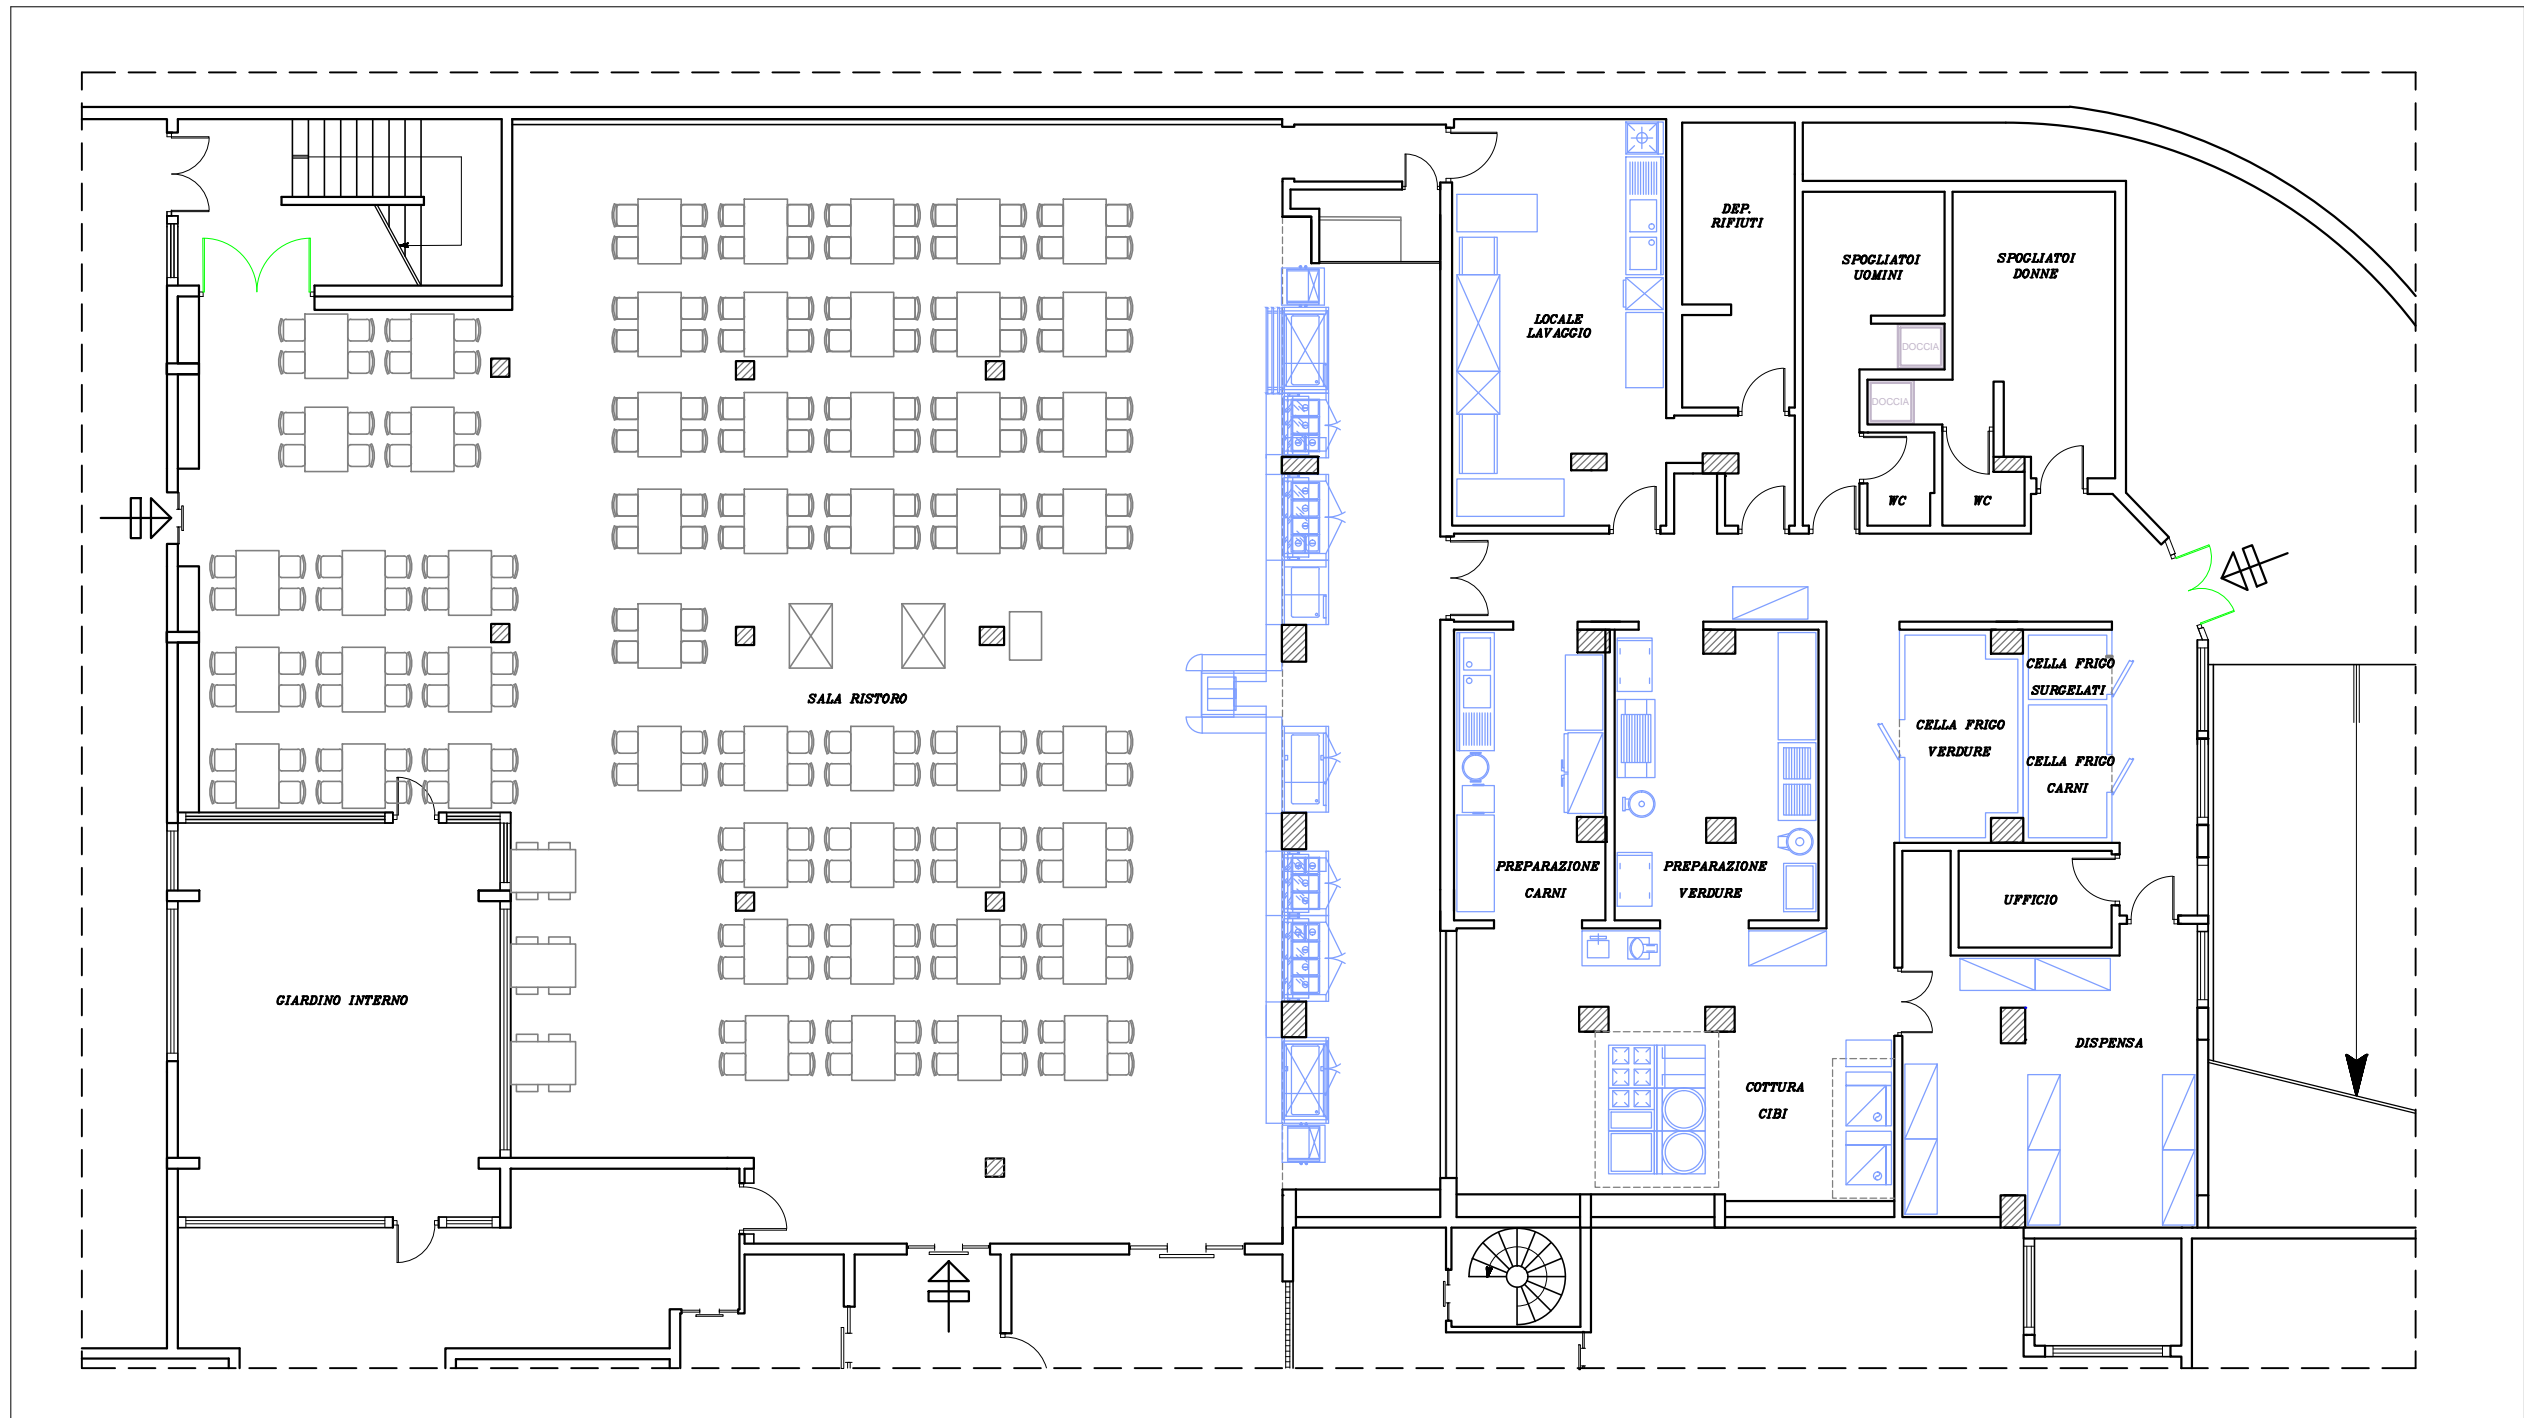 DEP.
RIFIUTI
SPOGLIATOI
UOMINI
SPOGLIATOI
DONNE
LOCALE
LAVAGGIO
DOCCIA
DOCCIA
WC
WC
SALA RISTORO
CELLA FRIGO
SURGELATI
CELLA FRIGO
VERDURE
CELLA FRIGO
CARNI
PREPARAZIONE
CARNI
PREPARAZIONE
VERDURE
UFFICIO
GIARDINO INTERNO
DISPENSA
COTTURA
CIBI